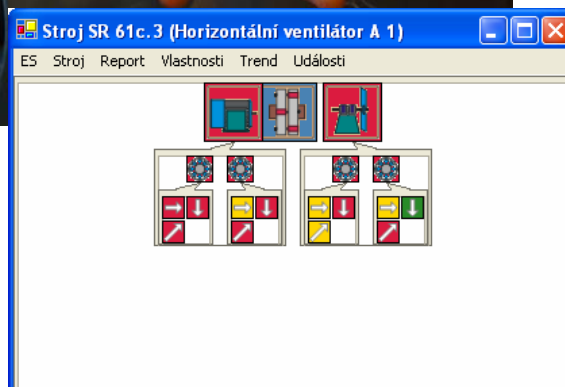 Stroj SR 61c.3 (Horizontální ventilátor A 1)
ES Stroj Report Vlastnosti Trend Události